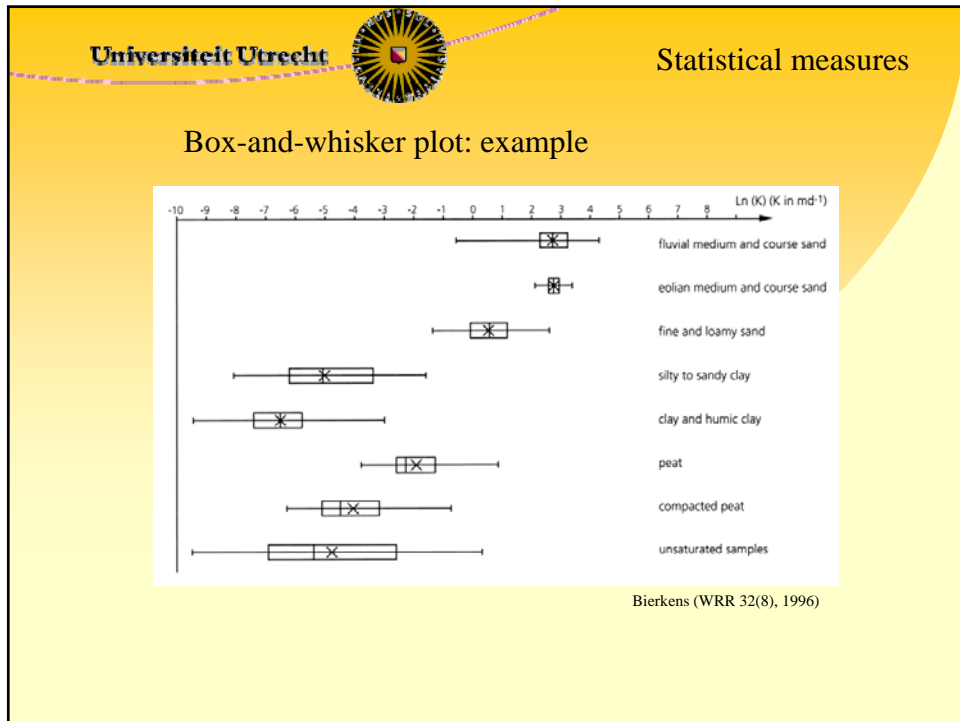 Universiteit Utrecht
Statistical measures
Box-and-whisker plot: example
Ln (K) (K in md-1)
-10 -9 -8 -7 -6 -5 -4 -3 -2 -1 0 1 2 3 4 5 6 7 8
fluvial medium and course sand
eolian medium and course sand
fine and loamy sand
silty to sandy clay
clay and humic clay
peat
compacted peat
unsaturated samples
Bierkens (WRR 32(8), 1996)